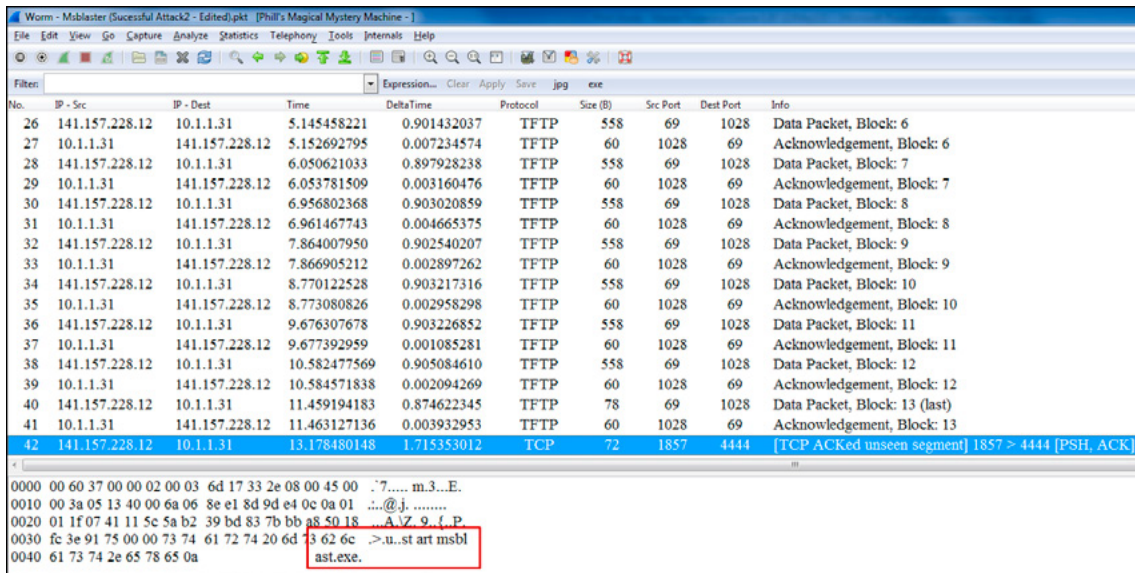 Worm - Msblaster (Sucessful Attack2 - Edited).pkt [Phill's Magical Mystery Machine - ]
File Edit View Go Capture Analyze Statistics Telephony Tools Internals Help
Filter: Expression... Clear Apply Save jpg exe
No. IP - Src IP - Dest Time DeltaTime Protocol Size (B) Src Port Dest Port Info
26 141.157.228.12 10.1.1.31 5.145458221 0.901432037 TFTP 558 69 1028 Data Packet, Block: 6
27 10.1.1.31 141.157.228.12 5.152692795 0.007234574 TFTP 60 1028 69 Acknowledgement, Block: 6
28 141.157.228.12 10.1.1.31 6.050621033 0.897928238 TFTP 558 69 1028 Data Packet, Block: 7
29 10.1.1.31 141.157.228.12 6.053781509 0.003160476 TFTP 60 1028 69 Acknowledgement, Block: 7
30 141.157.228.12 10.1.1.31 6.956802368 0.903020859 TFTP 558 69 1028 Data Packet, Block: 8
31 10.1.1.31 141.157.228.12 6.961467743 0.004665375 TFTP 60 1028 69 Acknowledgement, Block: 8
32 141.157.228.12 10.1.1.31 7.864007950 0.902540207 TFTP 558 69 1028 Data Packet, Block: 9
33 10.1.1.31 141.157.228.12 7.866905212 0.002897262 TFTP 60 1028 69 Acknowledgement, Block: 9
34 141.157.228.12 10.1.1.31 8.770122528 0.903217316 TFTP 558 69 1028 Data Packet, Block: 10
35 10.1.1.31 141.157.228.12 8.773080826 0.002958298 TFTP 60 1028 69 Acknowledgement, Block: 10
36 141.157.228.12 10.1.1.31 9.676307678 0.903226852 TFTP 558 69 1028 Data Packet, Block: 11
37 10.1.1.31 141.157.228.12 9.677392959 0.001085281 TFTP 60 1028 69 Acknowledgement, Block: 11
38 141.157.228.12 10.1.1.31 10.582477569 0.905084610 TFTP 558 69 1028 Data Packet, Block: 12
39 10.1.1.31 141.157.228.12 10.584571838 0.002094269 TFTP 60 1028 69 Acknowledgement, Block: 12
40 141.157.228.12 10.1.1.31 11.459194183 0.874622345 TFTP 78 69 1028 Data Packet, Block: 13 (last)
41 10.1.1.31 141.157.228.12 11.463127136 0.003932953 TFTP 60 1028 69 Acknowledgement, Block: 13
42 141.157.228.12 10.1.1.31 13.178480148 1.715353012 TCP 72 1857 4444 [TCP ACKed unseen segment] 1857 > 4444 [PSH, ACK]
0000 00 60 37 00 00 02 00 03 6d 17 33 2e 08 00 45 00 .`7..... m.3...E.
0010 00 3a 05 13 40 00 6a 06 8e e1 8d 9d e4 0c 0a 01 .:..@.j. ........
0020 01 1f 07 41 11 5c 5a b2 39 bd 83 7b bb a8 50 18 ...A.\Z. 9..{..P.
0030 fc 3e 91 75 00 00 73 74 61 72 74 20 6d 73 62 6c .>.u..st art msbl
0040 61 73 74 2e 65 78 65 0a ast.exe.